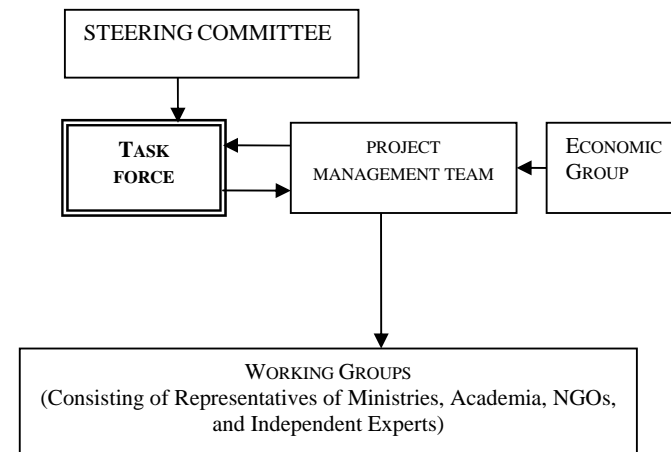 STEERING COMMITTEE
TASK
FORCE
PROJECT
MANAGEMENT TEAM
ECONOMIC
GROUP
WORKING GROUPS
(Consisting of Representatives of Ministries, Academia, NGOs,
and Independent Experts)